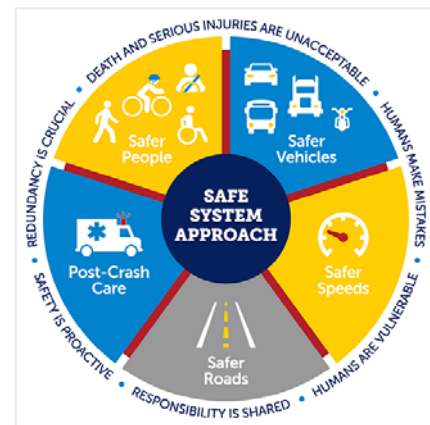 DEATH AND SERIOUS INJURIES ARE UNACCEPTABLE
HUMANS MAKE MISTAKES
HUMANS ARE VULNERABLE
RESPONSIBILITY IS SHARED
SAFETY IS PROACTIVE
REDUNDANCY IS CRUCIAL
Safer
People
Safer
Vehicles
SAFE
SYSTEM
APPROACH
Post-Crash
Care
Safer
Speeds
Safer
Roads